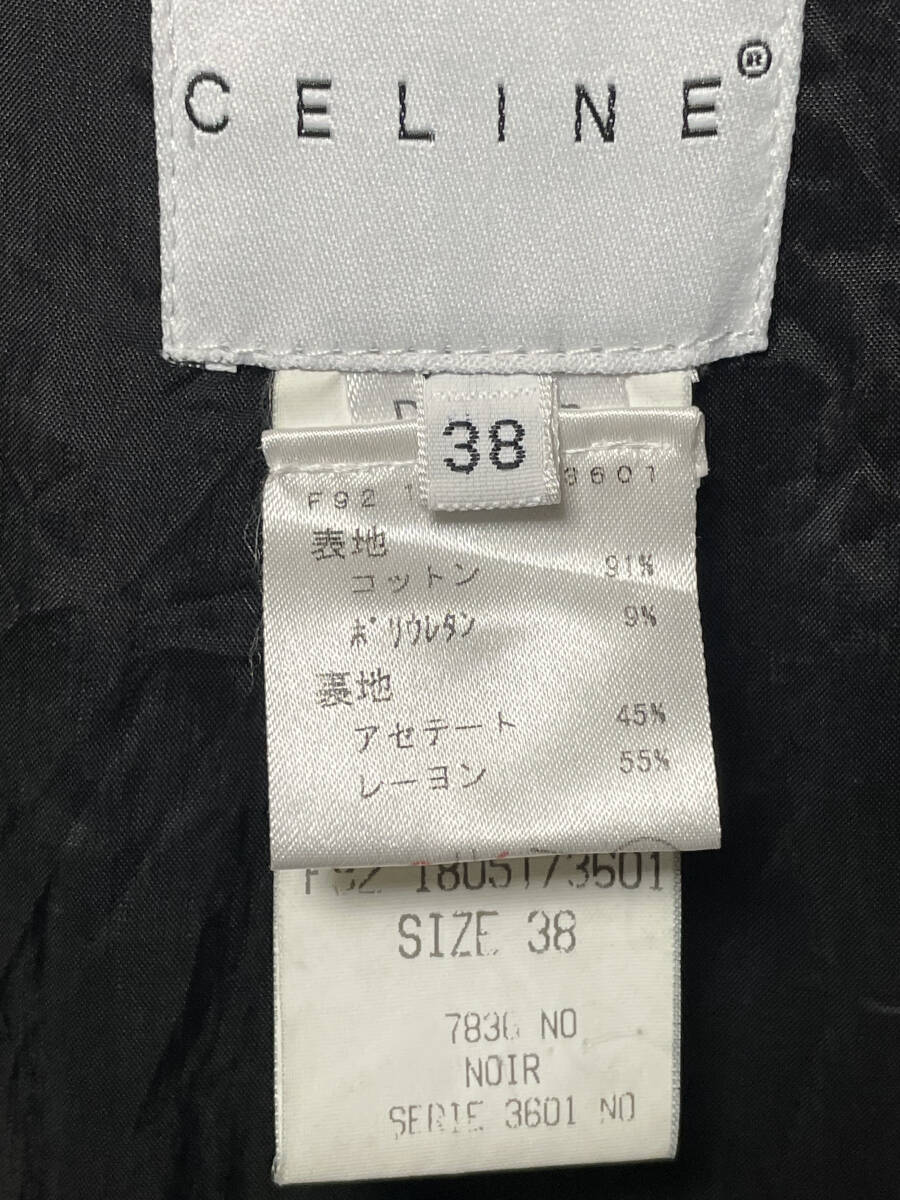 CELINE®
38
F92 3601
表地
コットン 91%
ポリウレタン 9%
裏地
アセテート 45%
レーヨン 55%
F92 18051/3601
SIZE 38
7836 NO
NOIR
SERIE 3601 NO